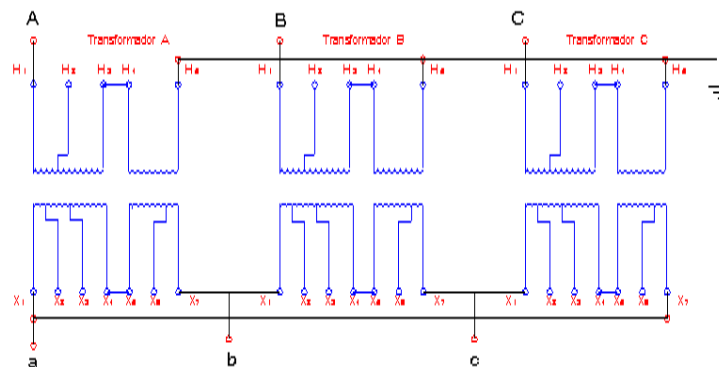 A B C
Transformador A Transformador B Transformador C
H₁ H₂ H₃ H₄ H₅ H₁ H₂ H₃ H₄ H₅ H₁ H₂ H₃ H₄ H₅
X₁ X₂ X₃ X₄ X₅ X₆ X₇ X₁ X₂ X₃ X₄ X₅ X₆ X₇ X₁ X₂ X₃ X₄ X₅ X₆ X₇
a b c